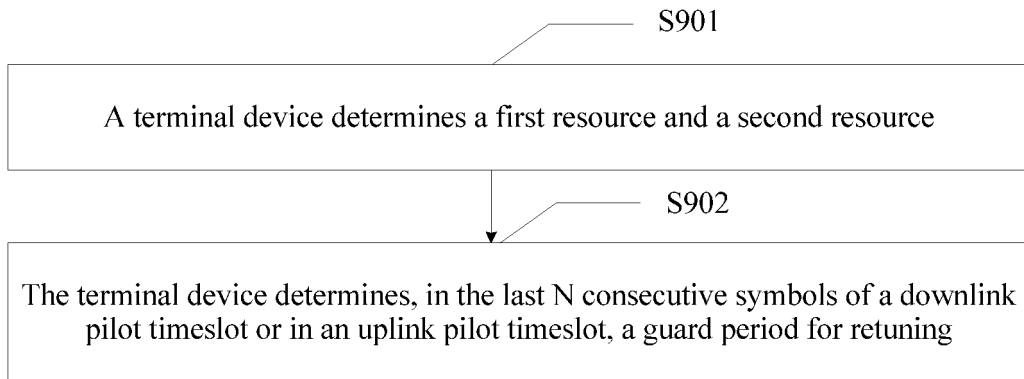 S901
A terminal device determines a first resource and a second resource
S902
The terminal device determines, in the last N consecutive symbols of a downlink
pilot timeslot or in an uplink pilot timeslot, a guard period for retuning